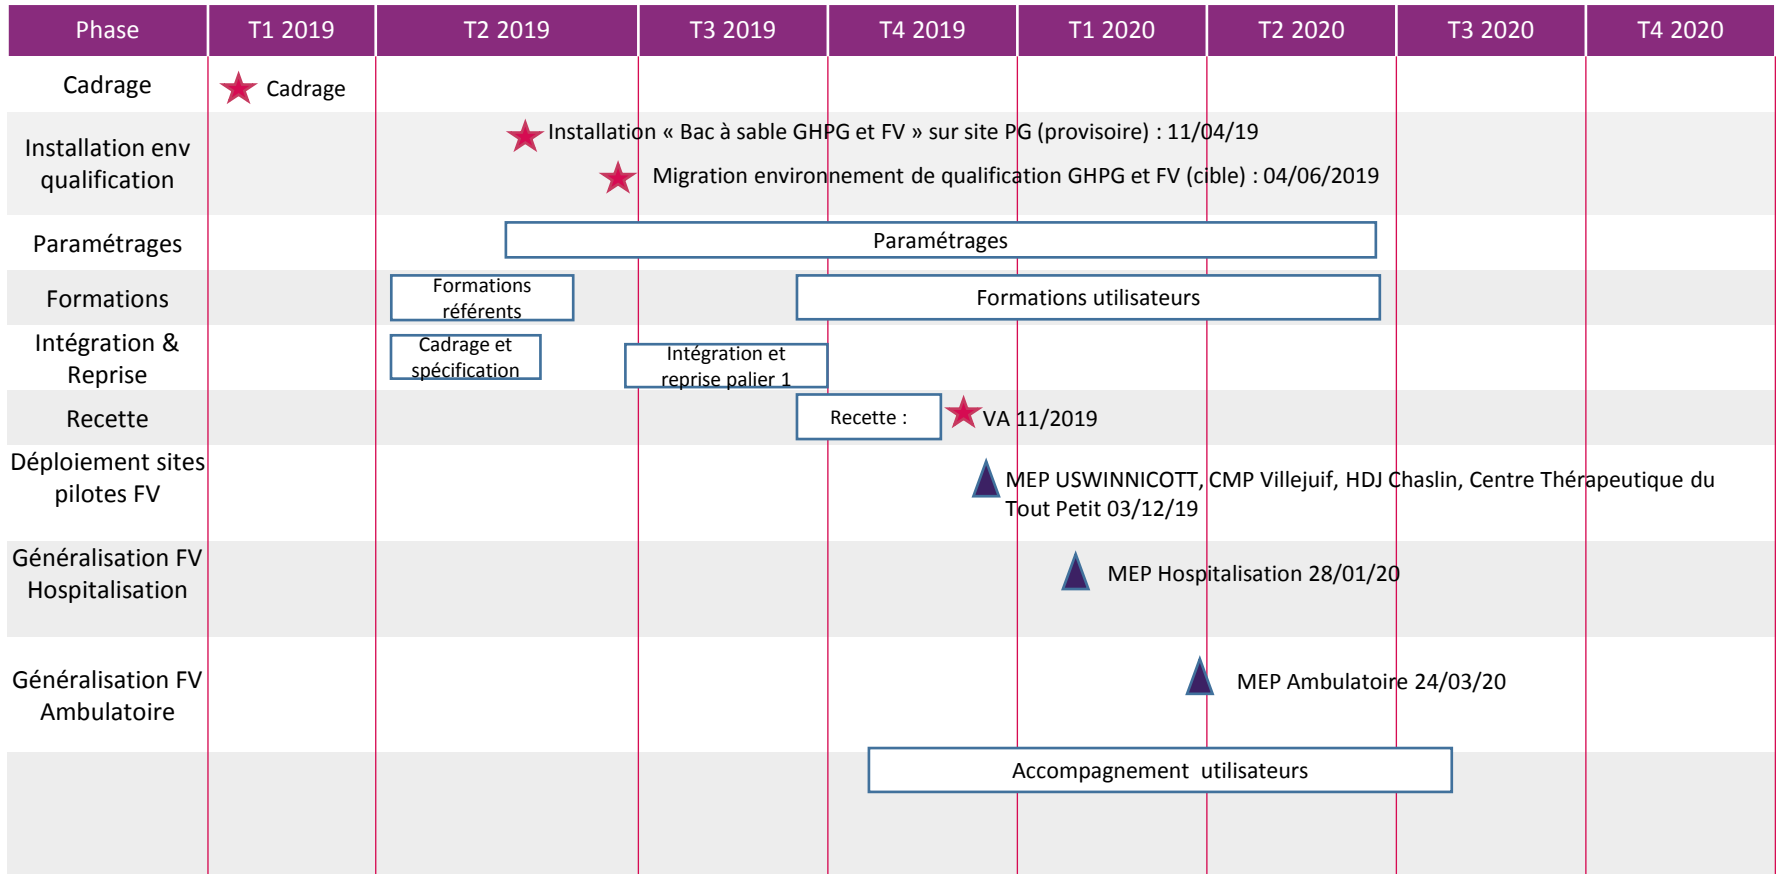 Phase
T1 2019
T2 2019
T3 2019
T4 2019
T1 2020
T2 2020
T3 2020
T4 2020
Cadrage
Cadrage
Installation env
qualification
Installation « Bac à sable GHPG et FV » sur site PG (provisoire) : 11/04/19
Migration environnement de qualification GHPG et FV (cible) : 04/06/2019
Paramétrages
Paramétrages
Formations
Formations
référents
Formations utilisateurs
Intégration &
Reprise
Cadrage et
spécification
Intégration et
reprise palier 1
Recette
Recette :
VA 11/2019
Déploiement sites
pilotes FV
MEP USWINNICOTT, CMP Villejuif, HDJ Chaslin, Centre Thérapeutique du
Tout Petit 03/12/19
Généralisation FV
Hospitalisation
MEP Hospitalisation 28/01/20
Généralisation FV
Ambulatoire
MEP Ambulatoire 24/03/20
Accompagnement utilisateurs